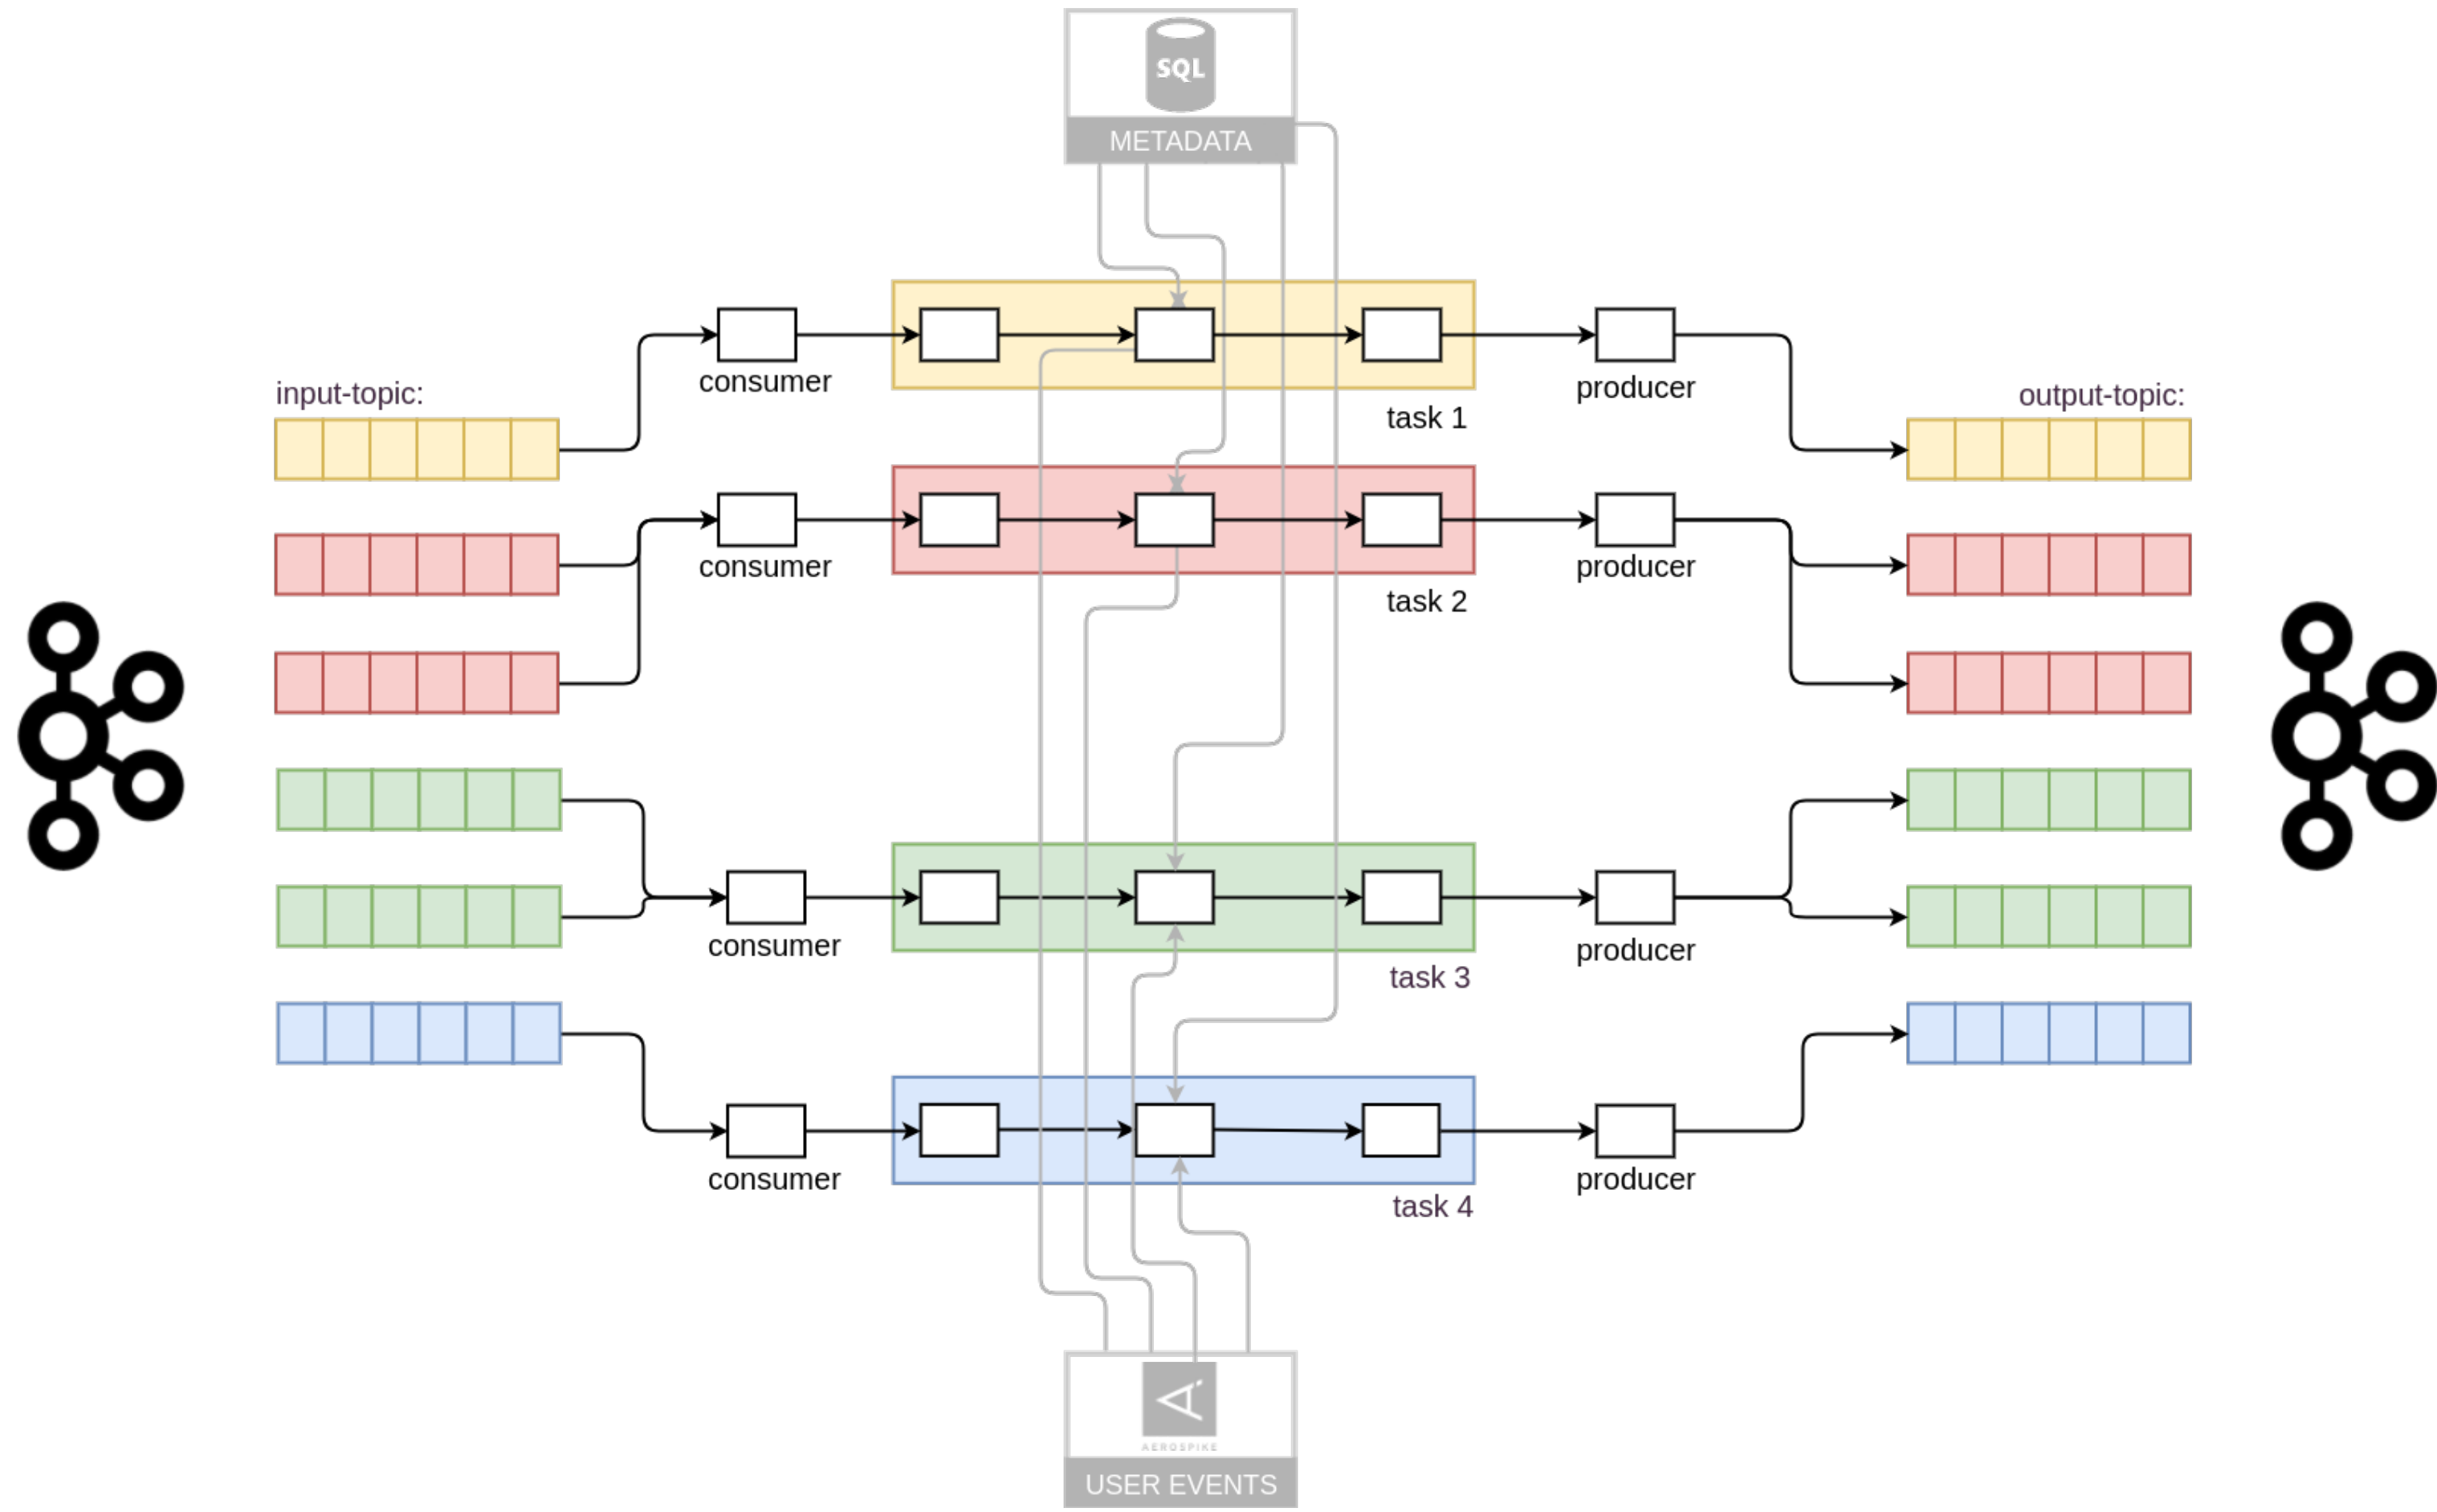 SQL
METADATA
consumer
producer
input-topic:
output-topic:
task 1
consumer
producer
task 2
consumer
producer
task 3
consumer
producer
task 4
AEROSPIKE
USER EVENTS